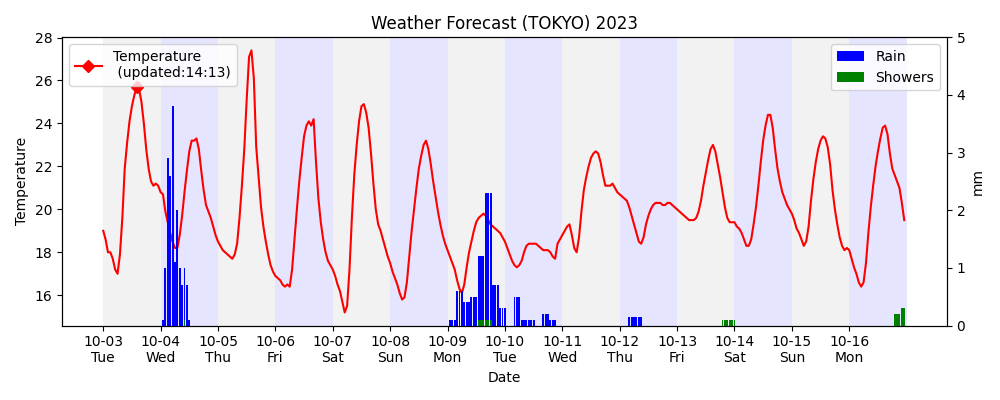 Weather Forecast (TOKYO) 2023
Temperature
(updated:14:13)
Rain
Showers
Temperature
28
26
24
22
20
18
16
5
4
3
2
1
0
mm
10-03 10-04 10-05 10-06 10-07 10-08 10-09 10-10 10-11 10-12 10-13 10-14 10-15 10-16
Tue Wed Thu Fri Sat Sun Mon Tue Wed Thu Fri Sat Sun Mon
Date